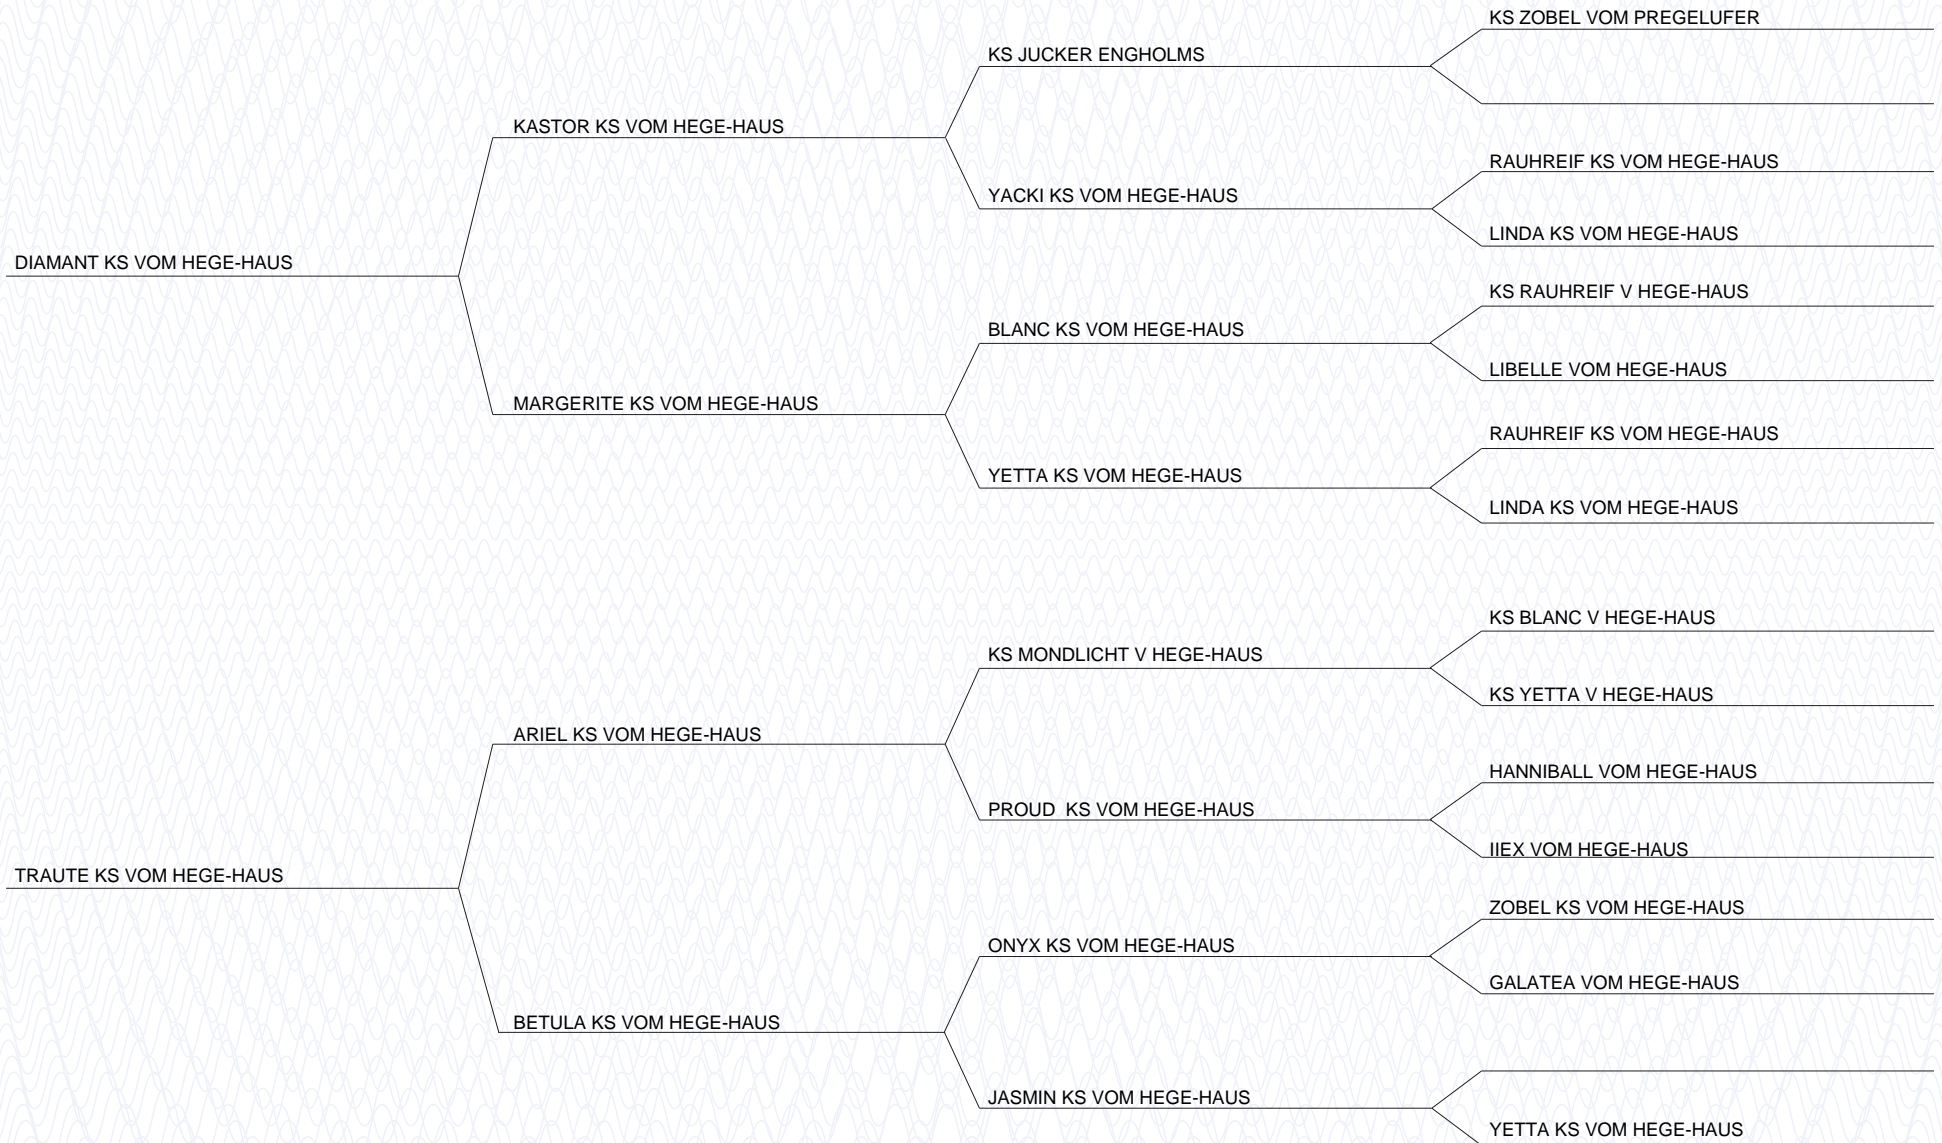 KS ZOBEL VOM PREGELUFER
KS JUCKER ENGHOLMS
KASTOR KS VOM HEGE-HAUS
RAUHREIF KS VOM HEGE-HAUS
YACKI KS VOM HEGE-HAUS
LINDA KS VOM HEGE-HAUS
DIAMANT KS VOM HEGE-HAUS
KS RAUHREIF V HEGE-HAUS
BLANC KS VOM HEGE-HAUS
LIBELLE VOM HEGE-HAUS
MARGERITE KS VOM HEGE-HAUS
RAUHREIF KS VOM HEGE-HAUS
YETTA KS VOM HEGE-HAUS
LINDA KS VOM HEGE-HAUS
KS BLANC V HEGE-HAUS
KS MONDLICHT V HEGE-HAUS
KS YETTA V HEGE-HAUS
ARIEL KS VOM HEGE-HAUS
HANNIBALL VOM HEGE-HAUS
PROUD  KS VOM HEGE-HAUS
IIEX VOM HEGE-HAUS
TRAUTE KS VOM HEGE-HAUS
ZOBEL KS VOM HEGE-HAUS
ONYX KS VOM HEGE-HAUS
GALATEA VOM HEGE-HAUS
BETULA KS VOM HEGE-HAUS
JASMIN KS VOM HEGE-HAUS
YETTA KS VOM HEGE-HAUS